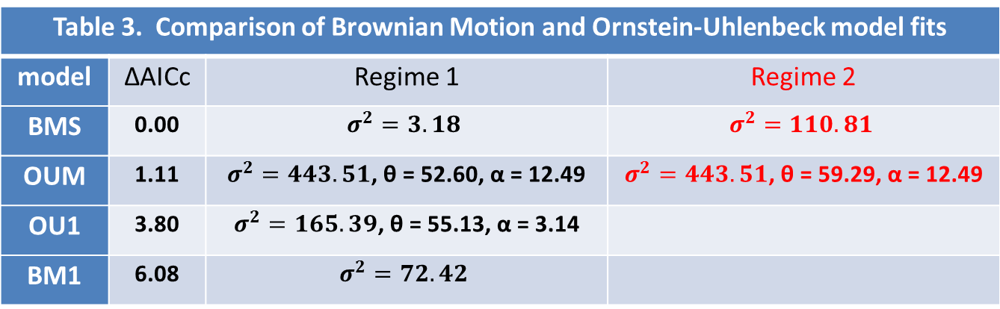 Table 3. Comparison of Brownian Motion and Ornstein-Uhlenbeck model fits
model ΔAICc Regime 1 Regime 2
BMS 0.00 σ² = 3.18 σ² = 110.81
OUM 1.11 σ² = 443.51, θ = 52.60, α = 12.49 σ² = 443.51, θ = 59.29, α = 12.49
OU1 3.80 σ² = 165.39, θ = 55.13, α = 3.14
BM1 6.08 σ² = 72.42